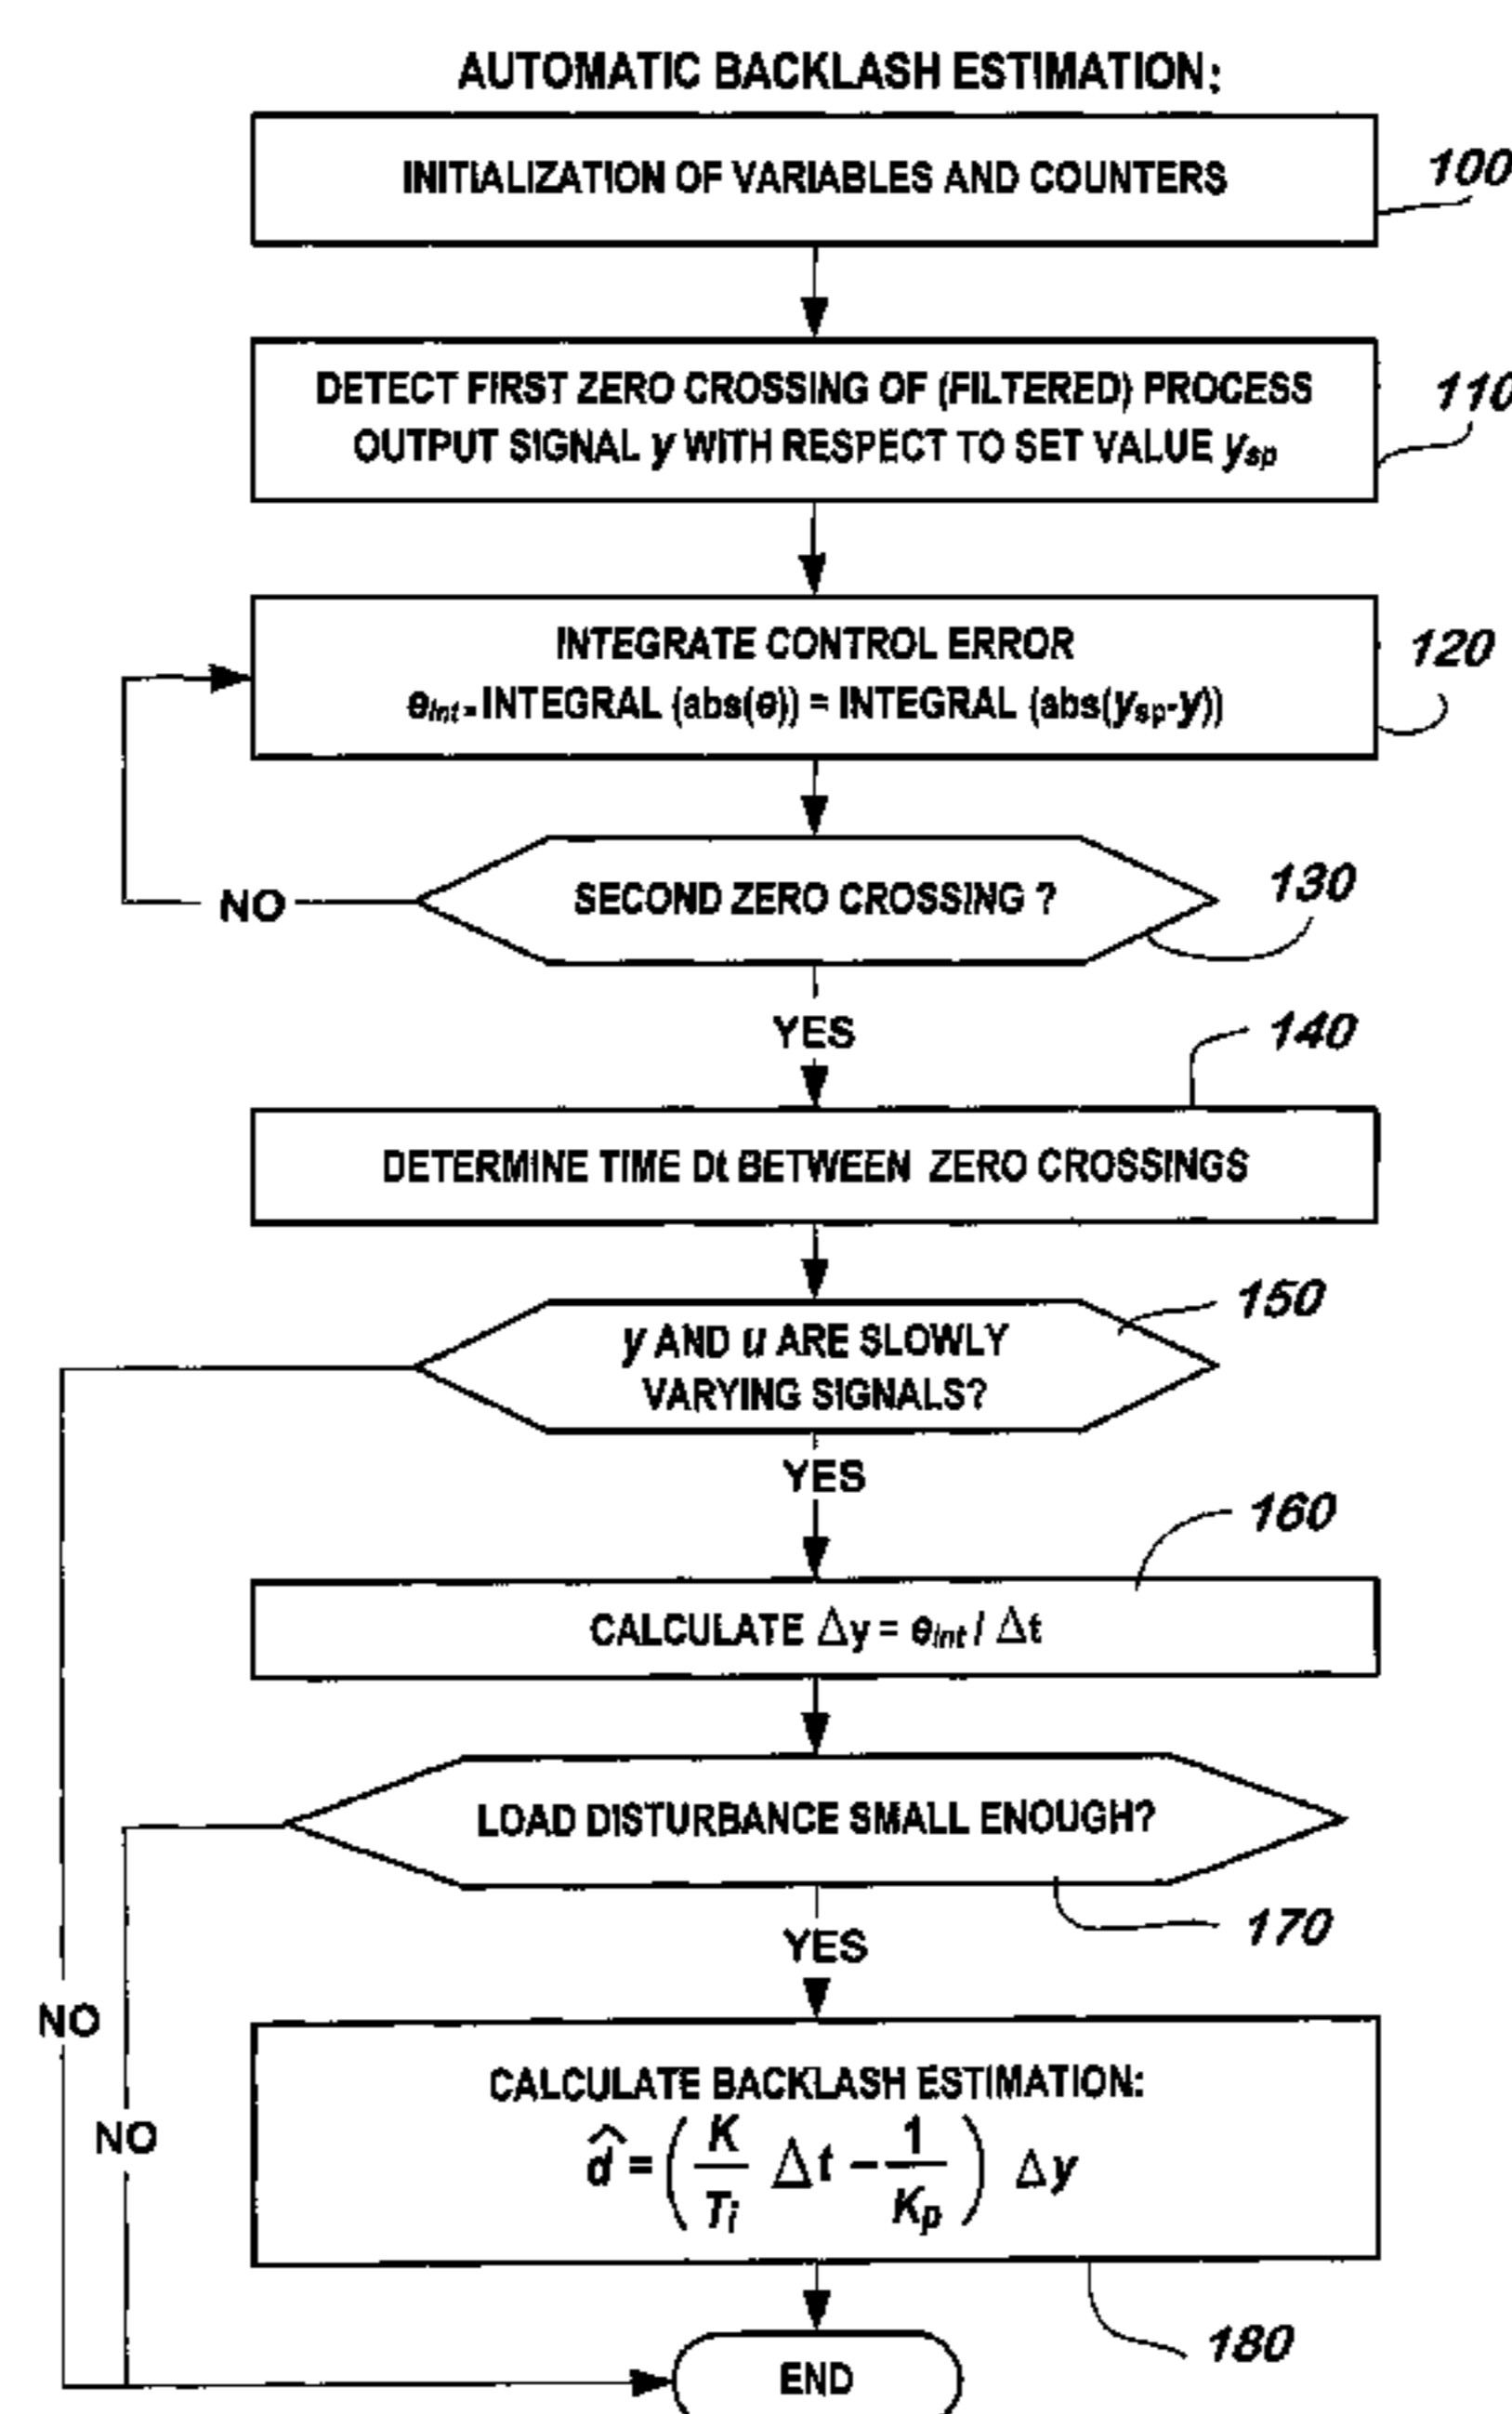 AUTOMATIC BACKLASH ESTIMATION:
INITIALIZATION OF VARIABLES AND COUNTERS
100
DETECT FIRST ZERO CROSSING OF (FILTERED) PROCESS
OUTPUT SIGNAL y WITH RESPECT TO SET VALUE ysp
110
INTEGRATE CONTROL ERROR
eint = INTEGRAL (abs(e)) = INTEGRAL (abs(ysp-y))
120
SECOND ZERO CROSSING ?
130
NO
YES
140
DETERMINE TIME Dt BETWEEN ZERO CROSSINGS
150
y AND u ARE SLOWLY
VARYING SIGNALS?
YES
160
CALCULATE Δy = eint / Δt
LOAD DISTURBANCE SMALL ENOUGH?
170
YES
NO
NO
CALCULATE BACKLASH ESTIMATION:
d̂ = ( K / Ti Δt − 1 / Kp ) Δy
180
END